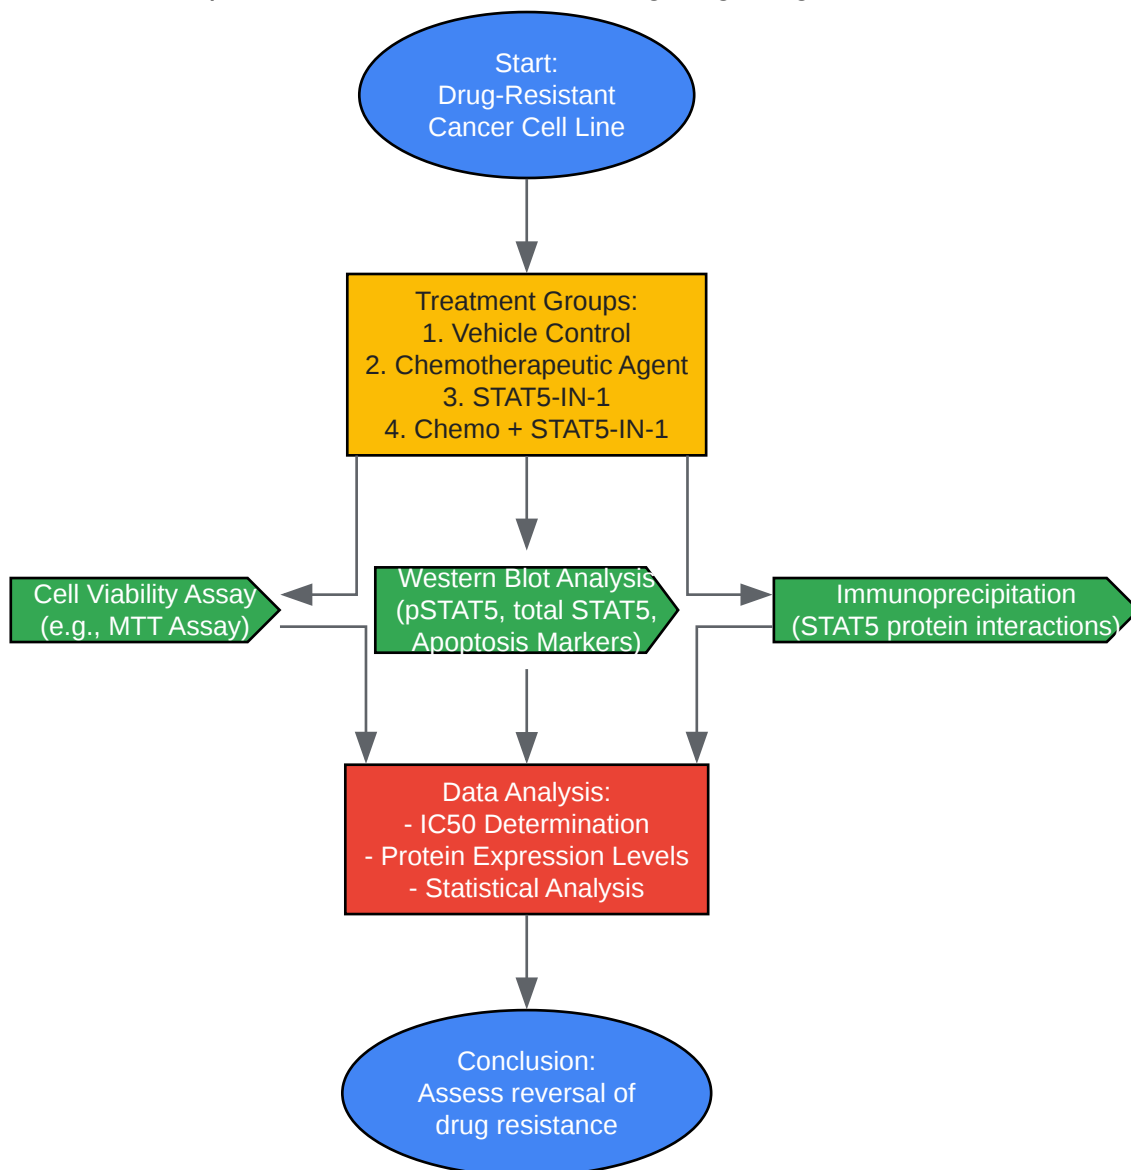 Start:
Drug-Resistant
Cancer Cell Line
Treatment Groups:
1. Vehicle Control
2. Chemotherapeutic Agent
3. STAT5-IN-1
4. Chemo + STAT5-IN-1
Cell Viability Assay
(e.g., MTT Assay)
Western Blot Analysis
(pSTAT5, total STAT5,
Apoptosis Markers)
Immunoprecipitation
(STAT5 protein interactions)
Data Analysis:
- IC50 Determination
- Protein Expression Levels
- Statistical Analysis
Conclusion:
Assess reversal of
drug resistance